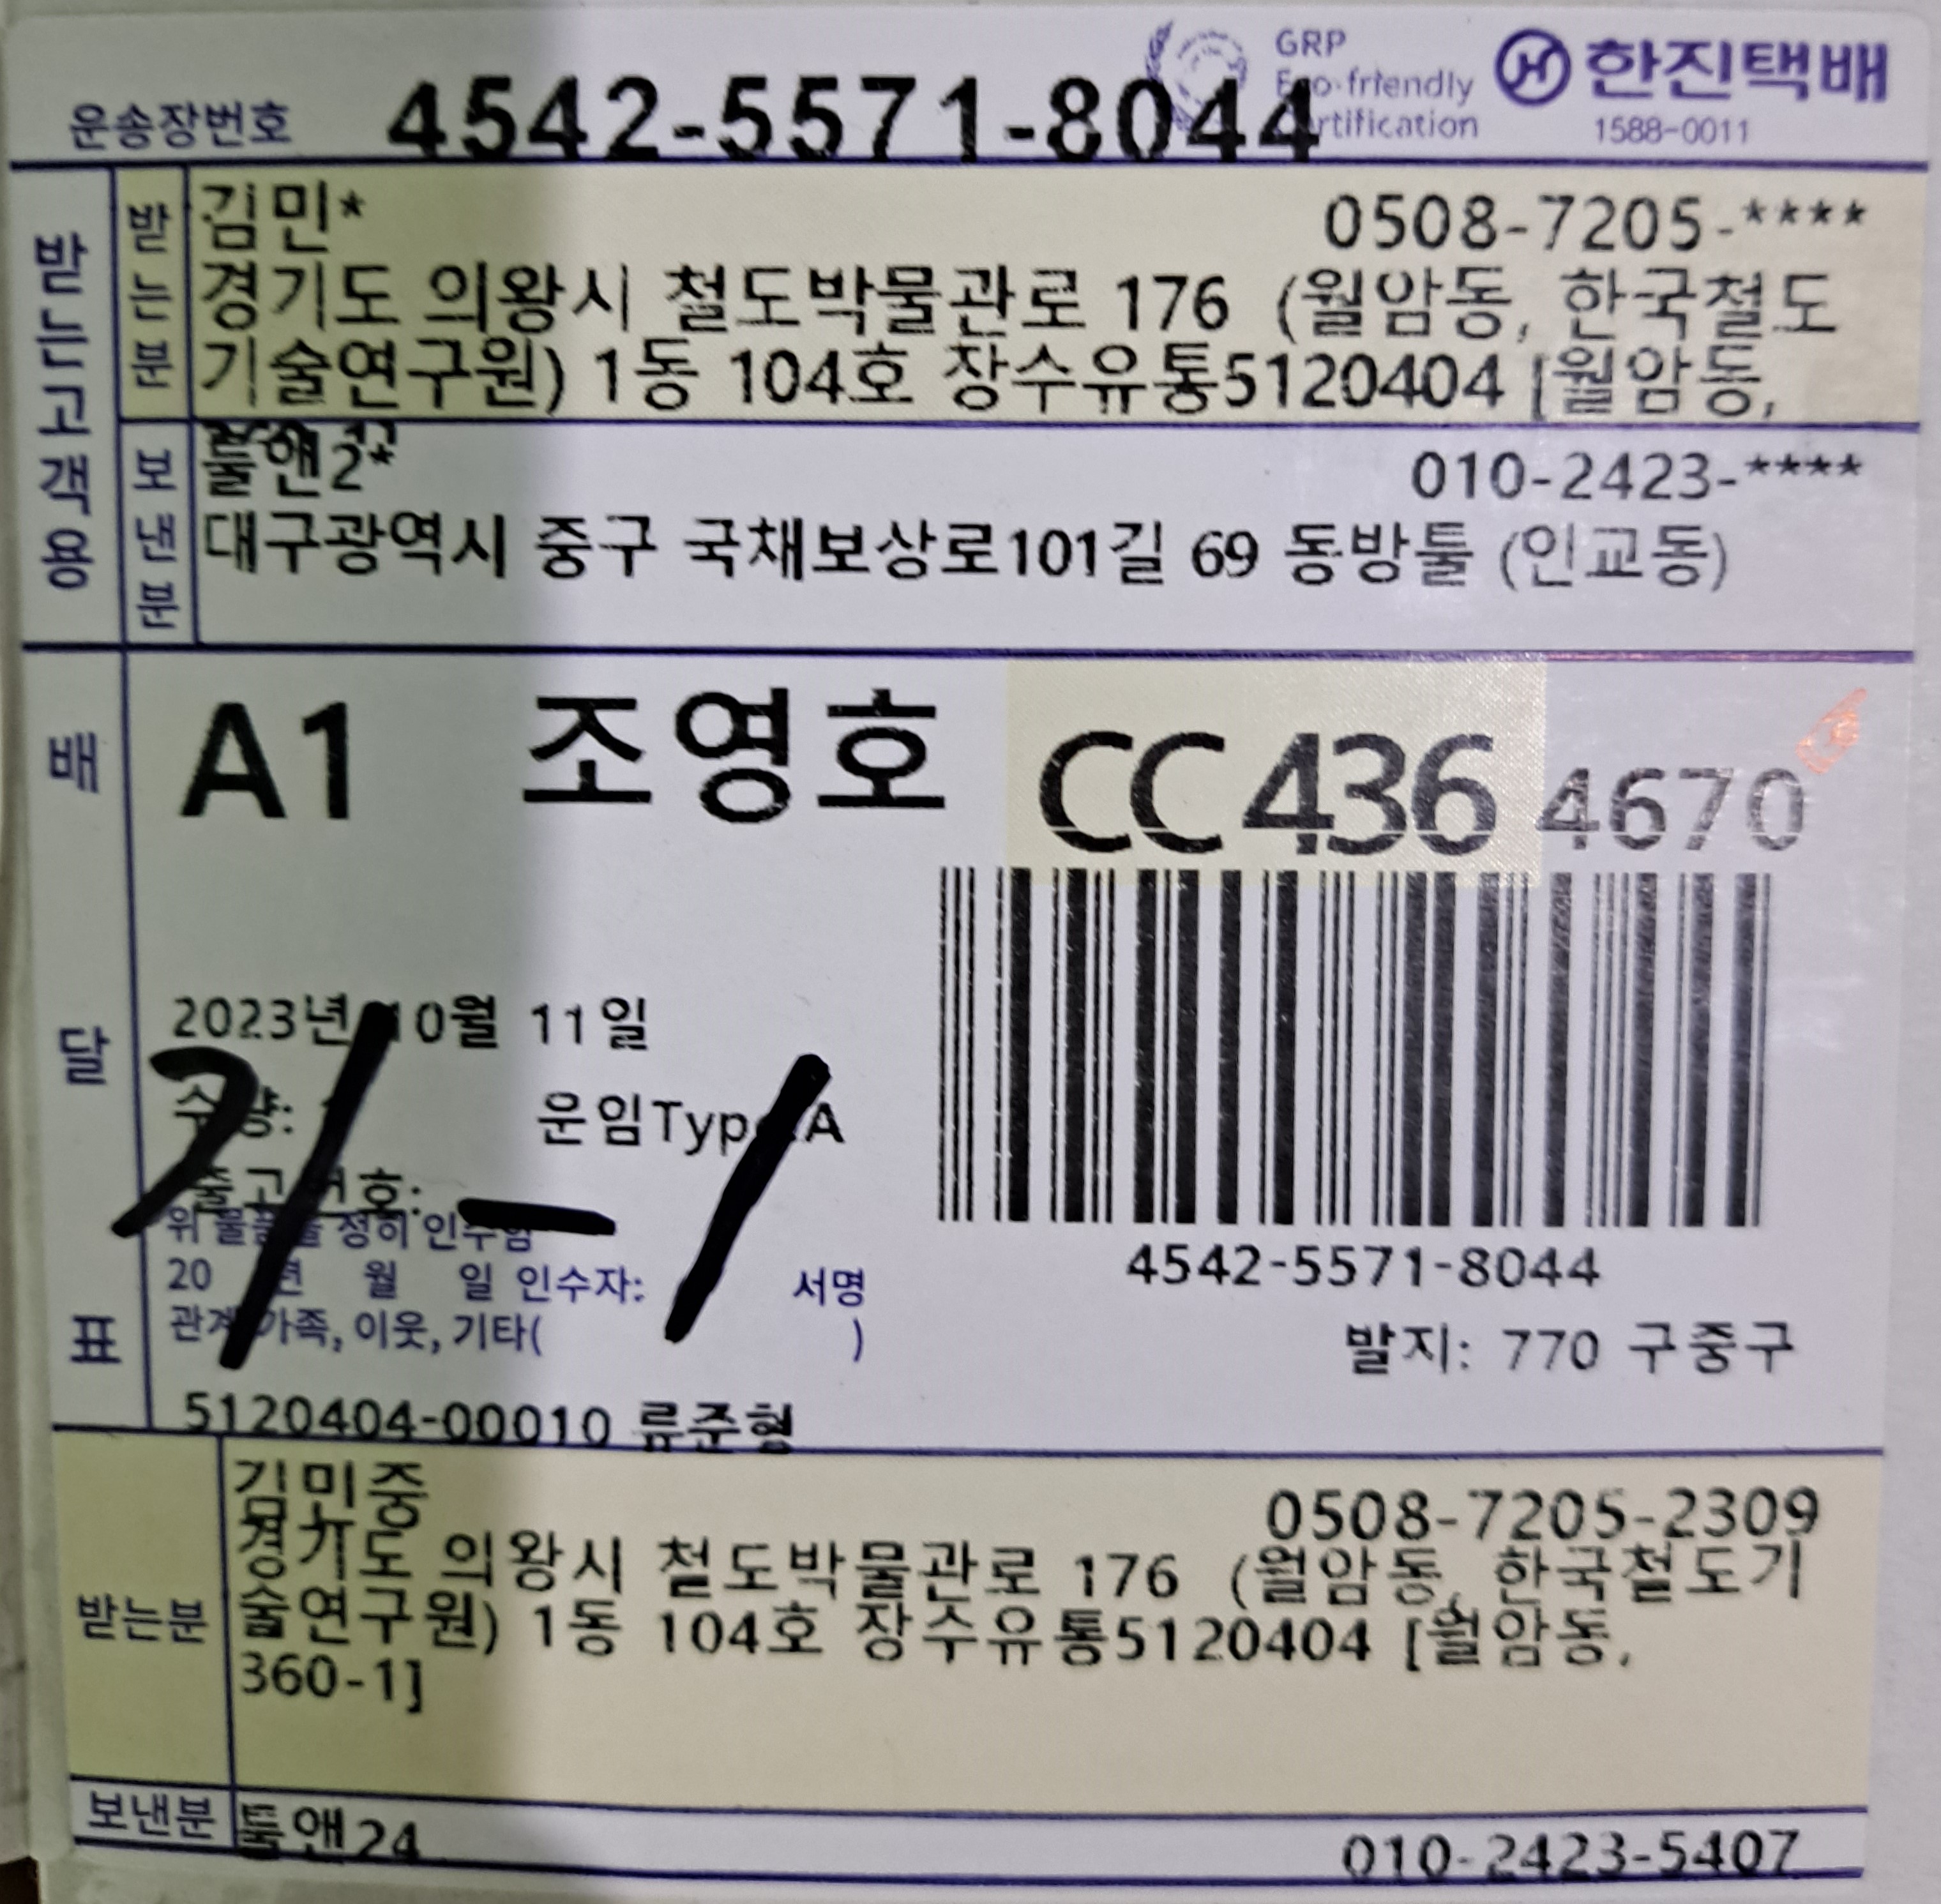 GRP
Eco-friendly
한진택배
운송장번호 4542-5571-8044
1588-0011
받는고객용
받는분
김민* 0508-7205-****
경기도 의왕시 철도박물관로 176 (월암동, 한국철도
기술연구원) 1동 104호 장수유통5120404 [월암동,
보낸분
툴앤2* 010-2423-****
대구광역시 중구 국채보상로101길 69 동방툴 (인교동)
배달표
A1 조영호 CC 436 4670
2023년 10월 11일
수량:
운임Type A
출고번호:
위 물품을 정히 인수함
20 년 월 일 인수자: 서명
관계: 가족, 이웃, 기타( )
4542-5571-8044
발지: 770 구중구
5120404-00010 류준형
받는분
김민중 0508-7205-2309
경기도 의왕시 철도박물관로 176 (월암동, 한국철도기
술연구원) 1동 104호 장수유통5120404 [월암동,
360-1]
보낸분 툴앤24 010-2423-5407